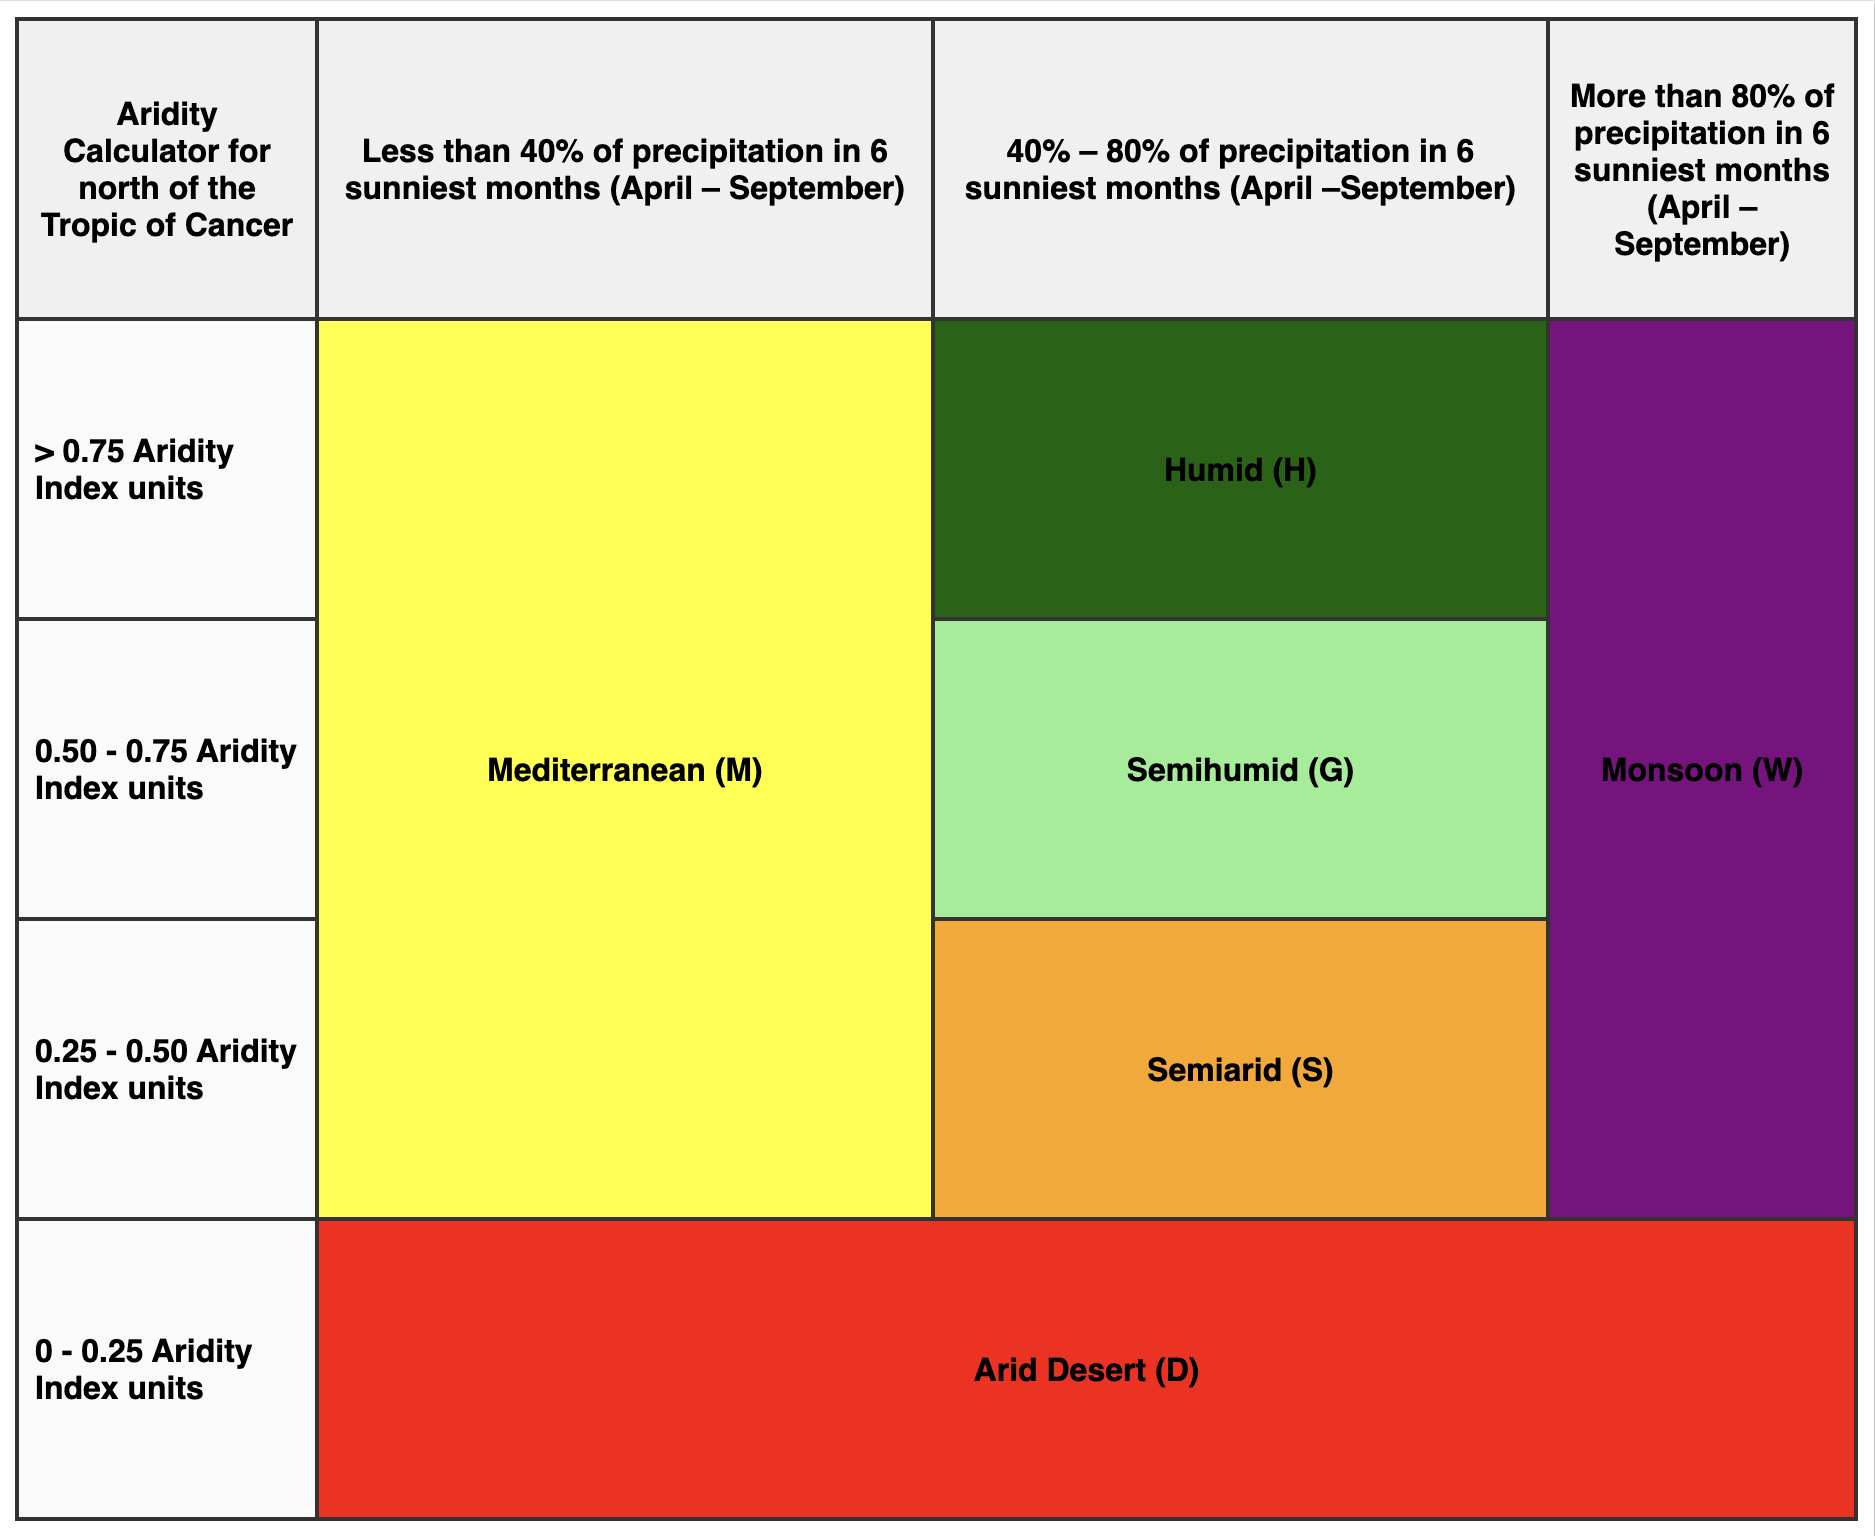 Aridity
Calculator for
north of the
Tropic of Cancer
Less than 40% of precipitation in 6
sunniest months (April – September)
40% – 80% of precipitation in 6
sunniest months (April –September)
More than 80% of
precipitation in 6
sunniest months
(April –
September)
> 0.75 Aridity
Index units
Humid (H)
0.50 - 0.75 Aridity
Index units
Mediterranean (M)
Semihumid (G)
Monsoon (W)
0.25 - 0.50 Aridity
Index units
Semiarid (S)
0 - 0.25 Aridity
Index units
Arid Desert (D)